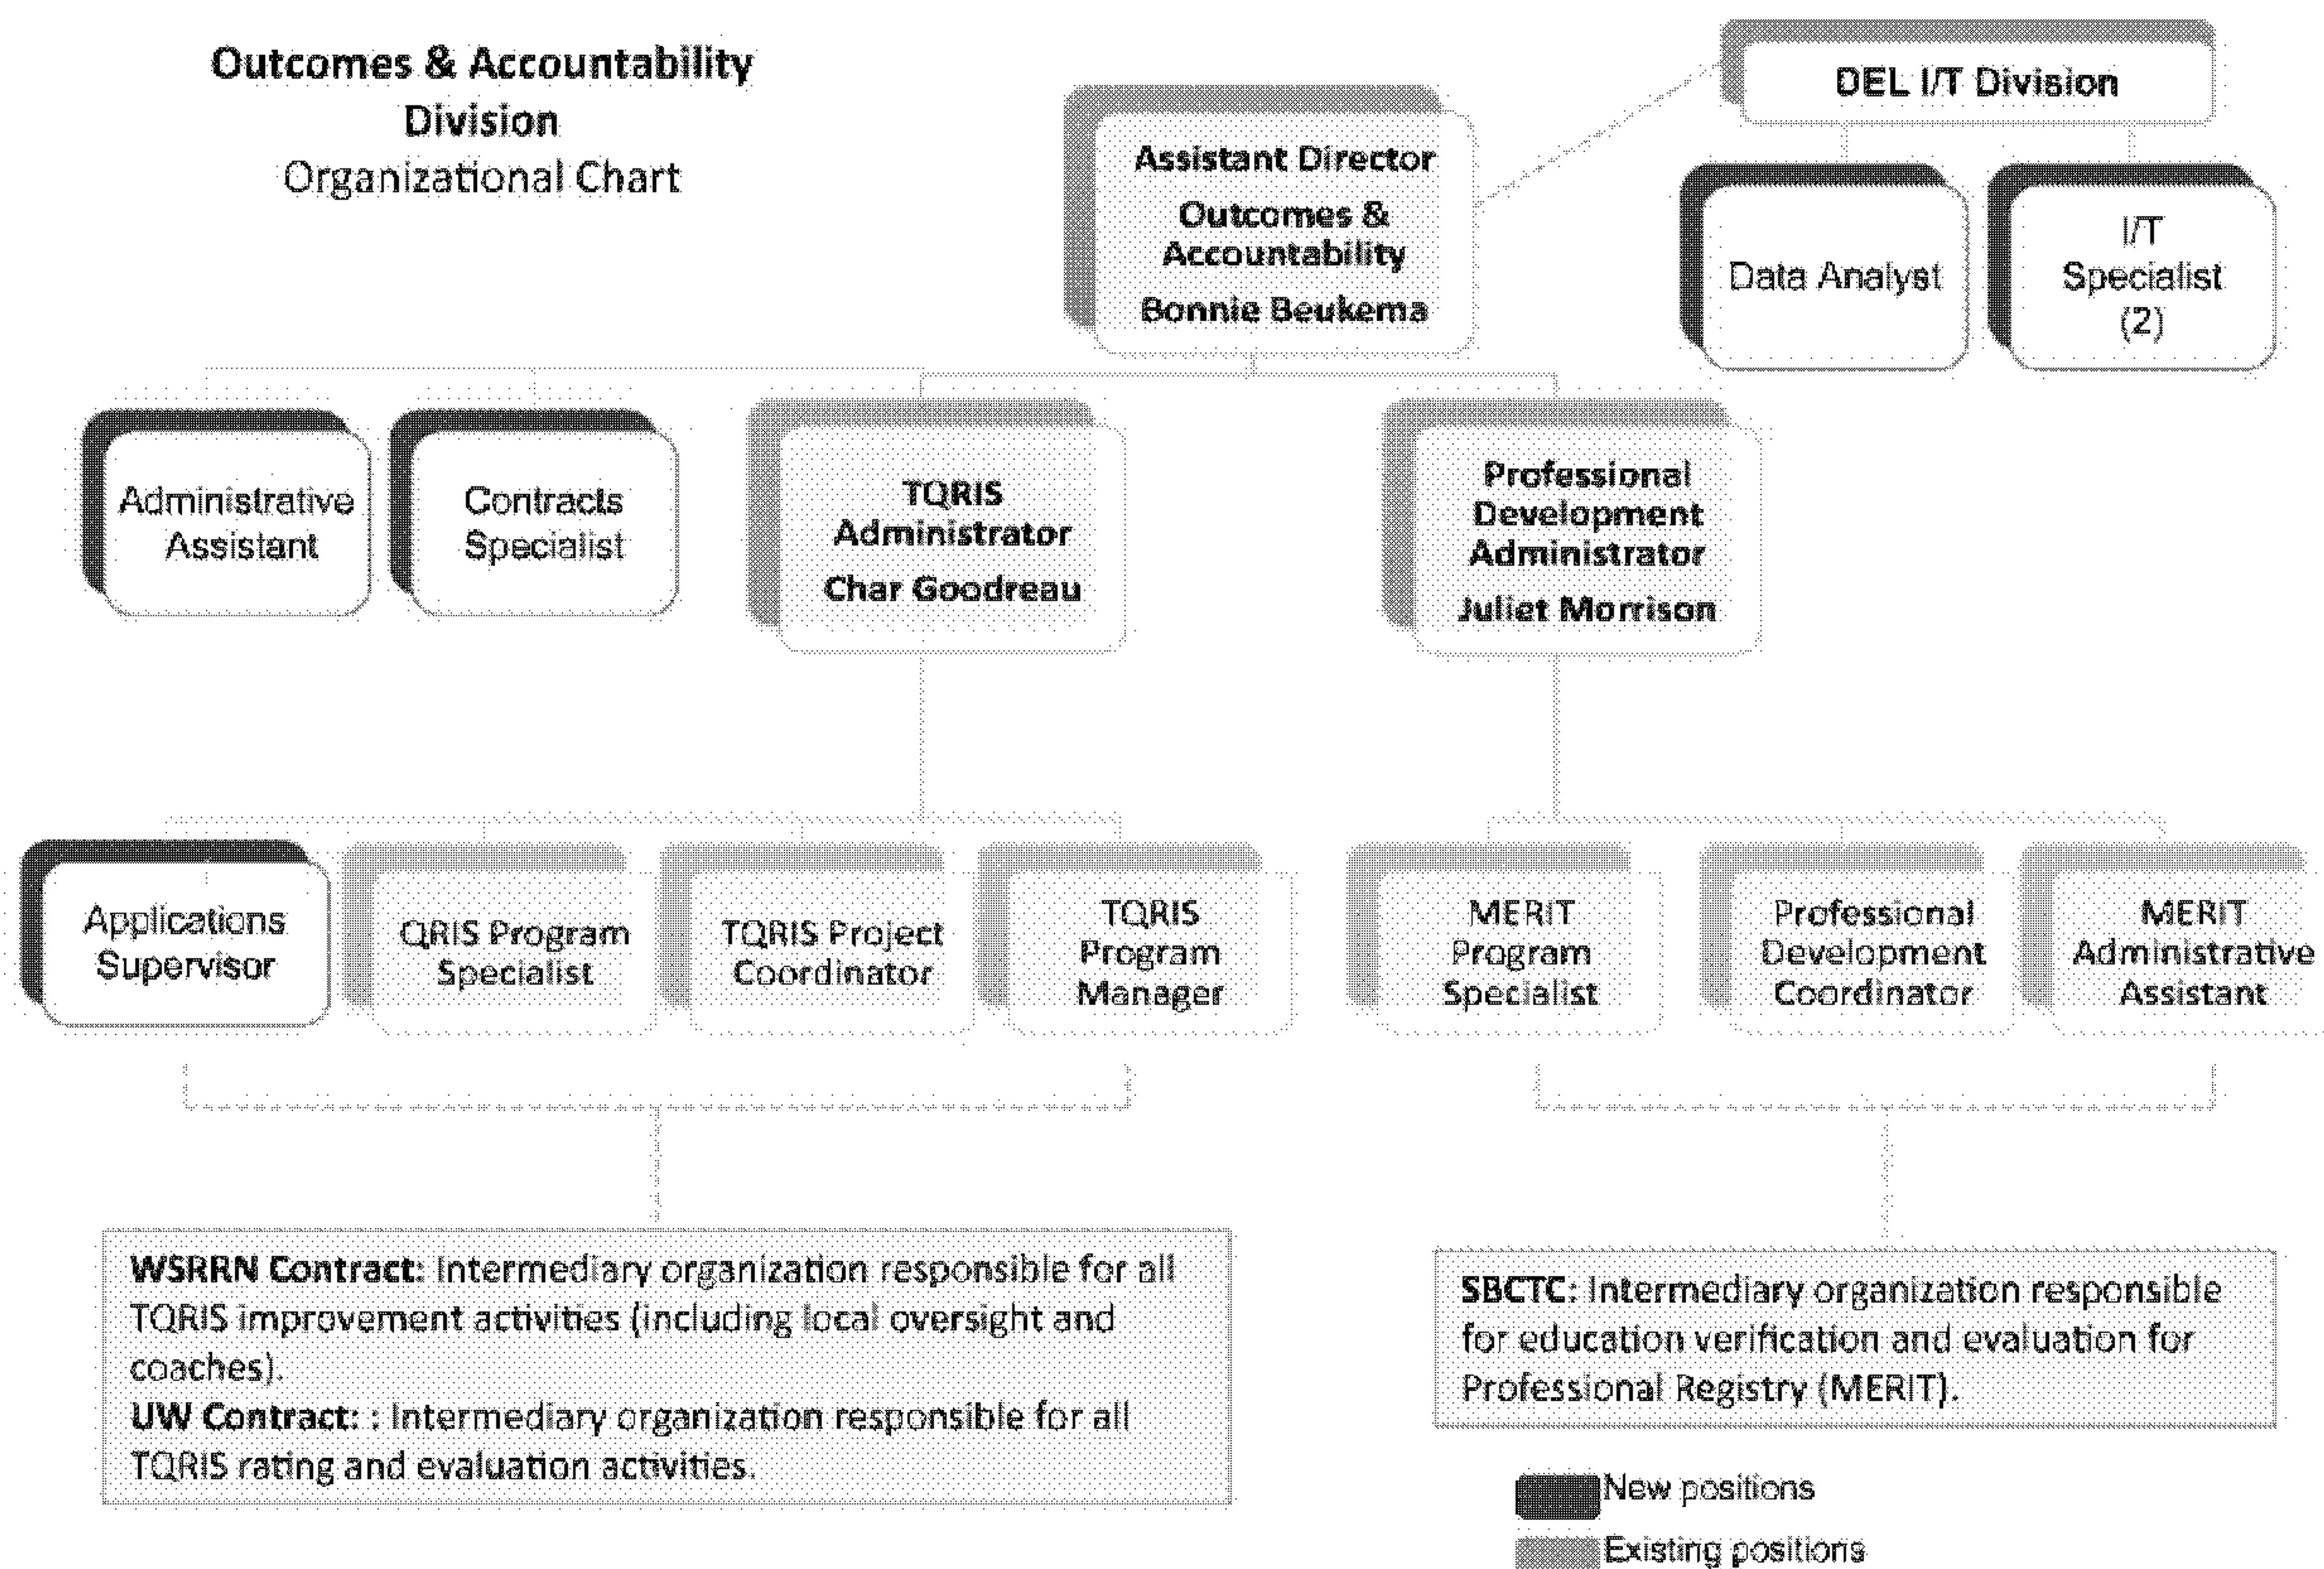 Outcomes & Accountability
Division
Organizational Chart
DEL I/T Division
Assistant Director
Outcomes &
Accountability
Bonnie Beukema
Data Analyst
I/T
Specialist
(2)
Administrative
Assistant
Contracts
Specialist
TQRIS
Administrator
Char Goodreau
Professional
Development
Administrator
Juliet Morrison
Applications
Supervisor
QRIS Program
Specialist
TQRIS Project
Coordinator
TQRIS
Program
Manager
MERIT
Program
Specialist
Professional
Development
Coordinator
MERIT
Administrative
Assistant
WSRRN Contract: Intermediary organization responsible for all
TQRIS improvement activities (including local oversight and
coaches).
UW Contract: : Intermediary organization responsible for all
TQRIS rating and evaluation activities.
SBCTC: Intermediary organization responsible
for education verification and evaluation for
Professional Registry (MERIT).
New positions
Existing positions